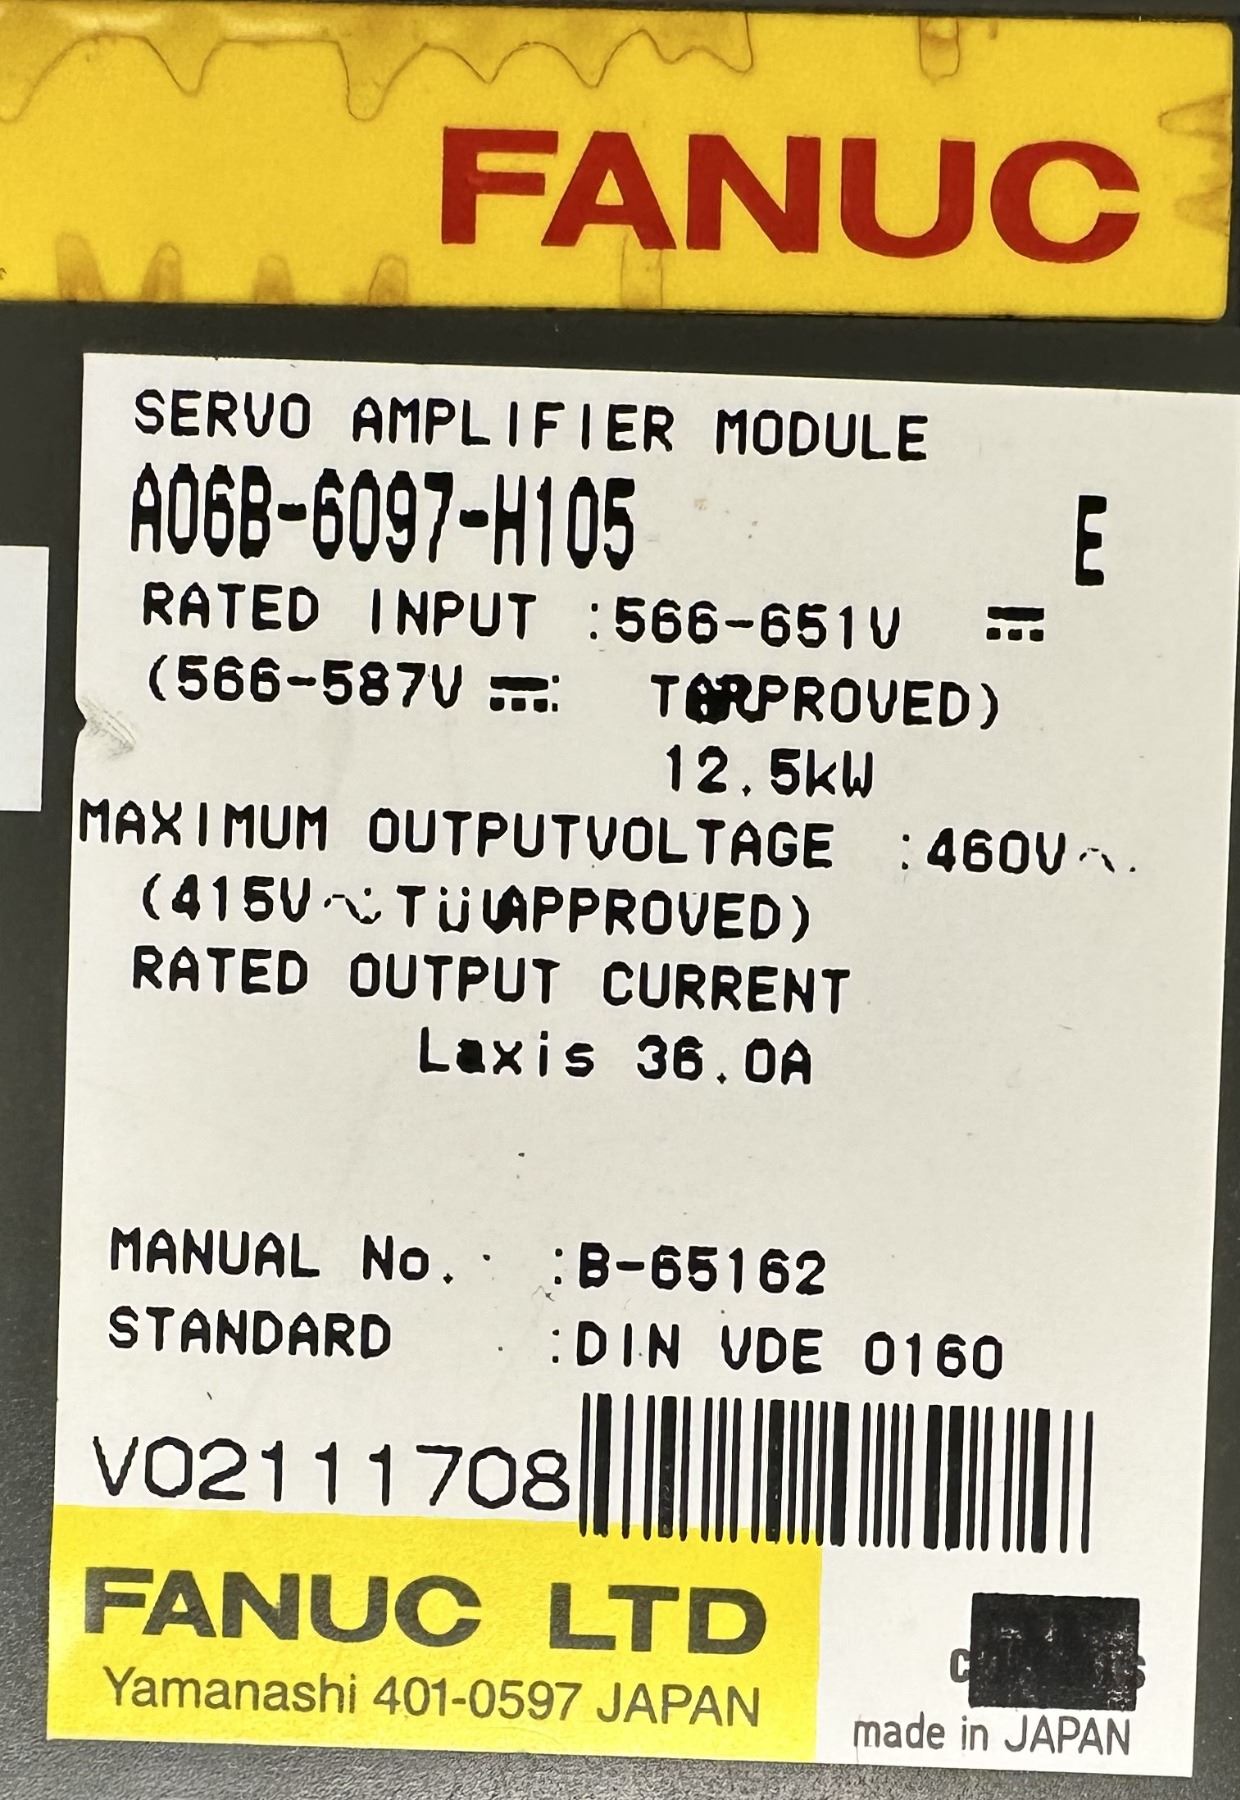 FANUC
SERVO AMPLIFIER MODULE
A06B-6097-H105 E
RATED INPUT :566-651V ⎓
(566-587V ⎓: PROVED)
12.5kW
MAXIMUM OUTPUTVOLTAGE :460V~.
(415V~ TüVAPPROVED)
RATED OUTPUT CURRENT
Laxis 36.0A
MANUAL No. :B-65162
STANDARD :DIN VDE 0160
V02111708
FANUC LTD
Yamanashi 401-0597 JAPAN
made in JAPAN